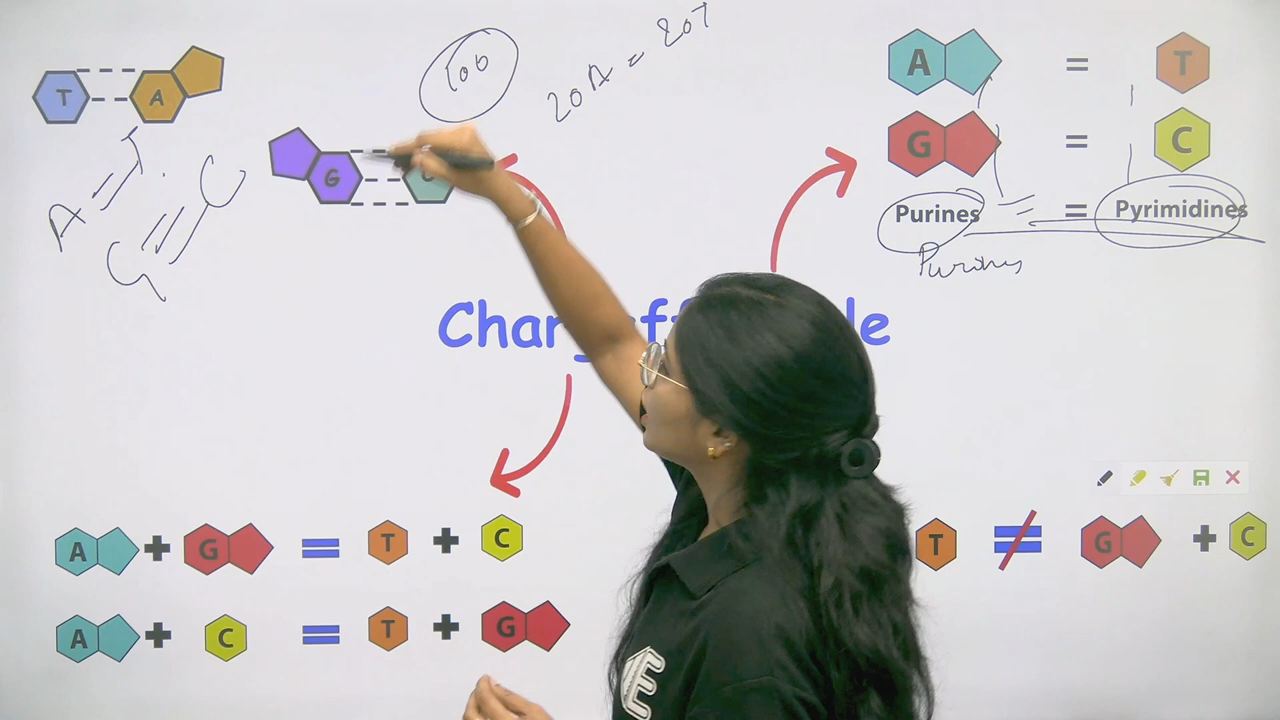 100
20A = 20T
T A
A = T
G ≡ C
G C
A = T
G = C
Purines = Pyrimidines
Purines
A + G = T + C
A + C = T + G
T ≠ G + C